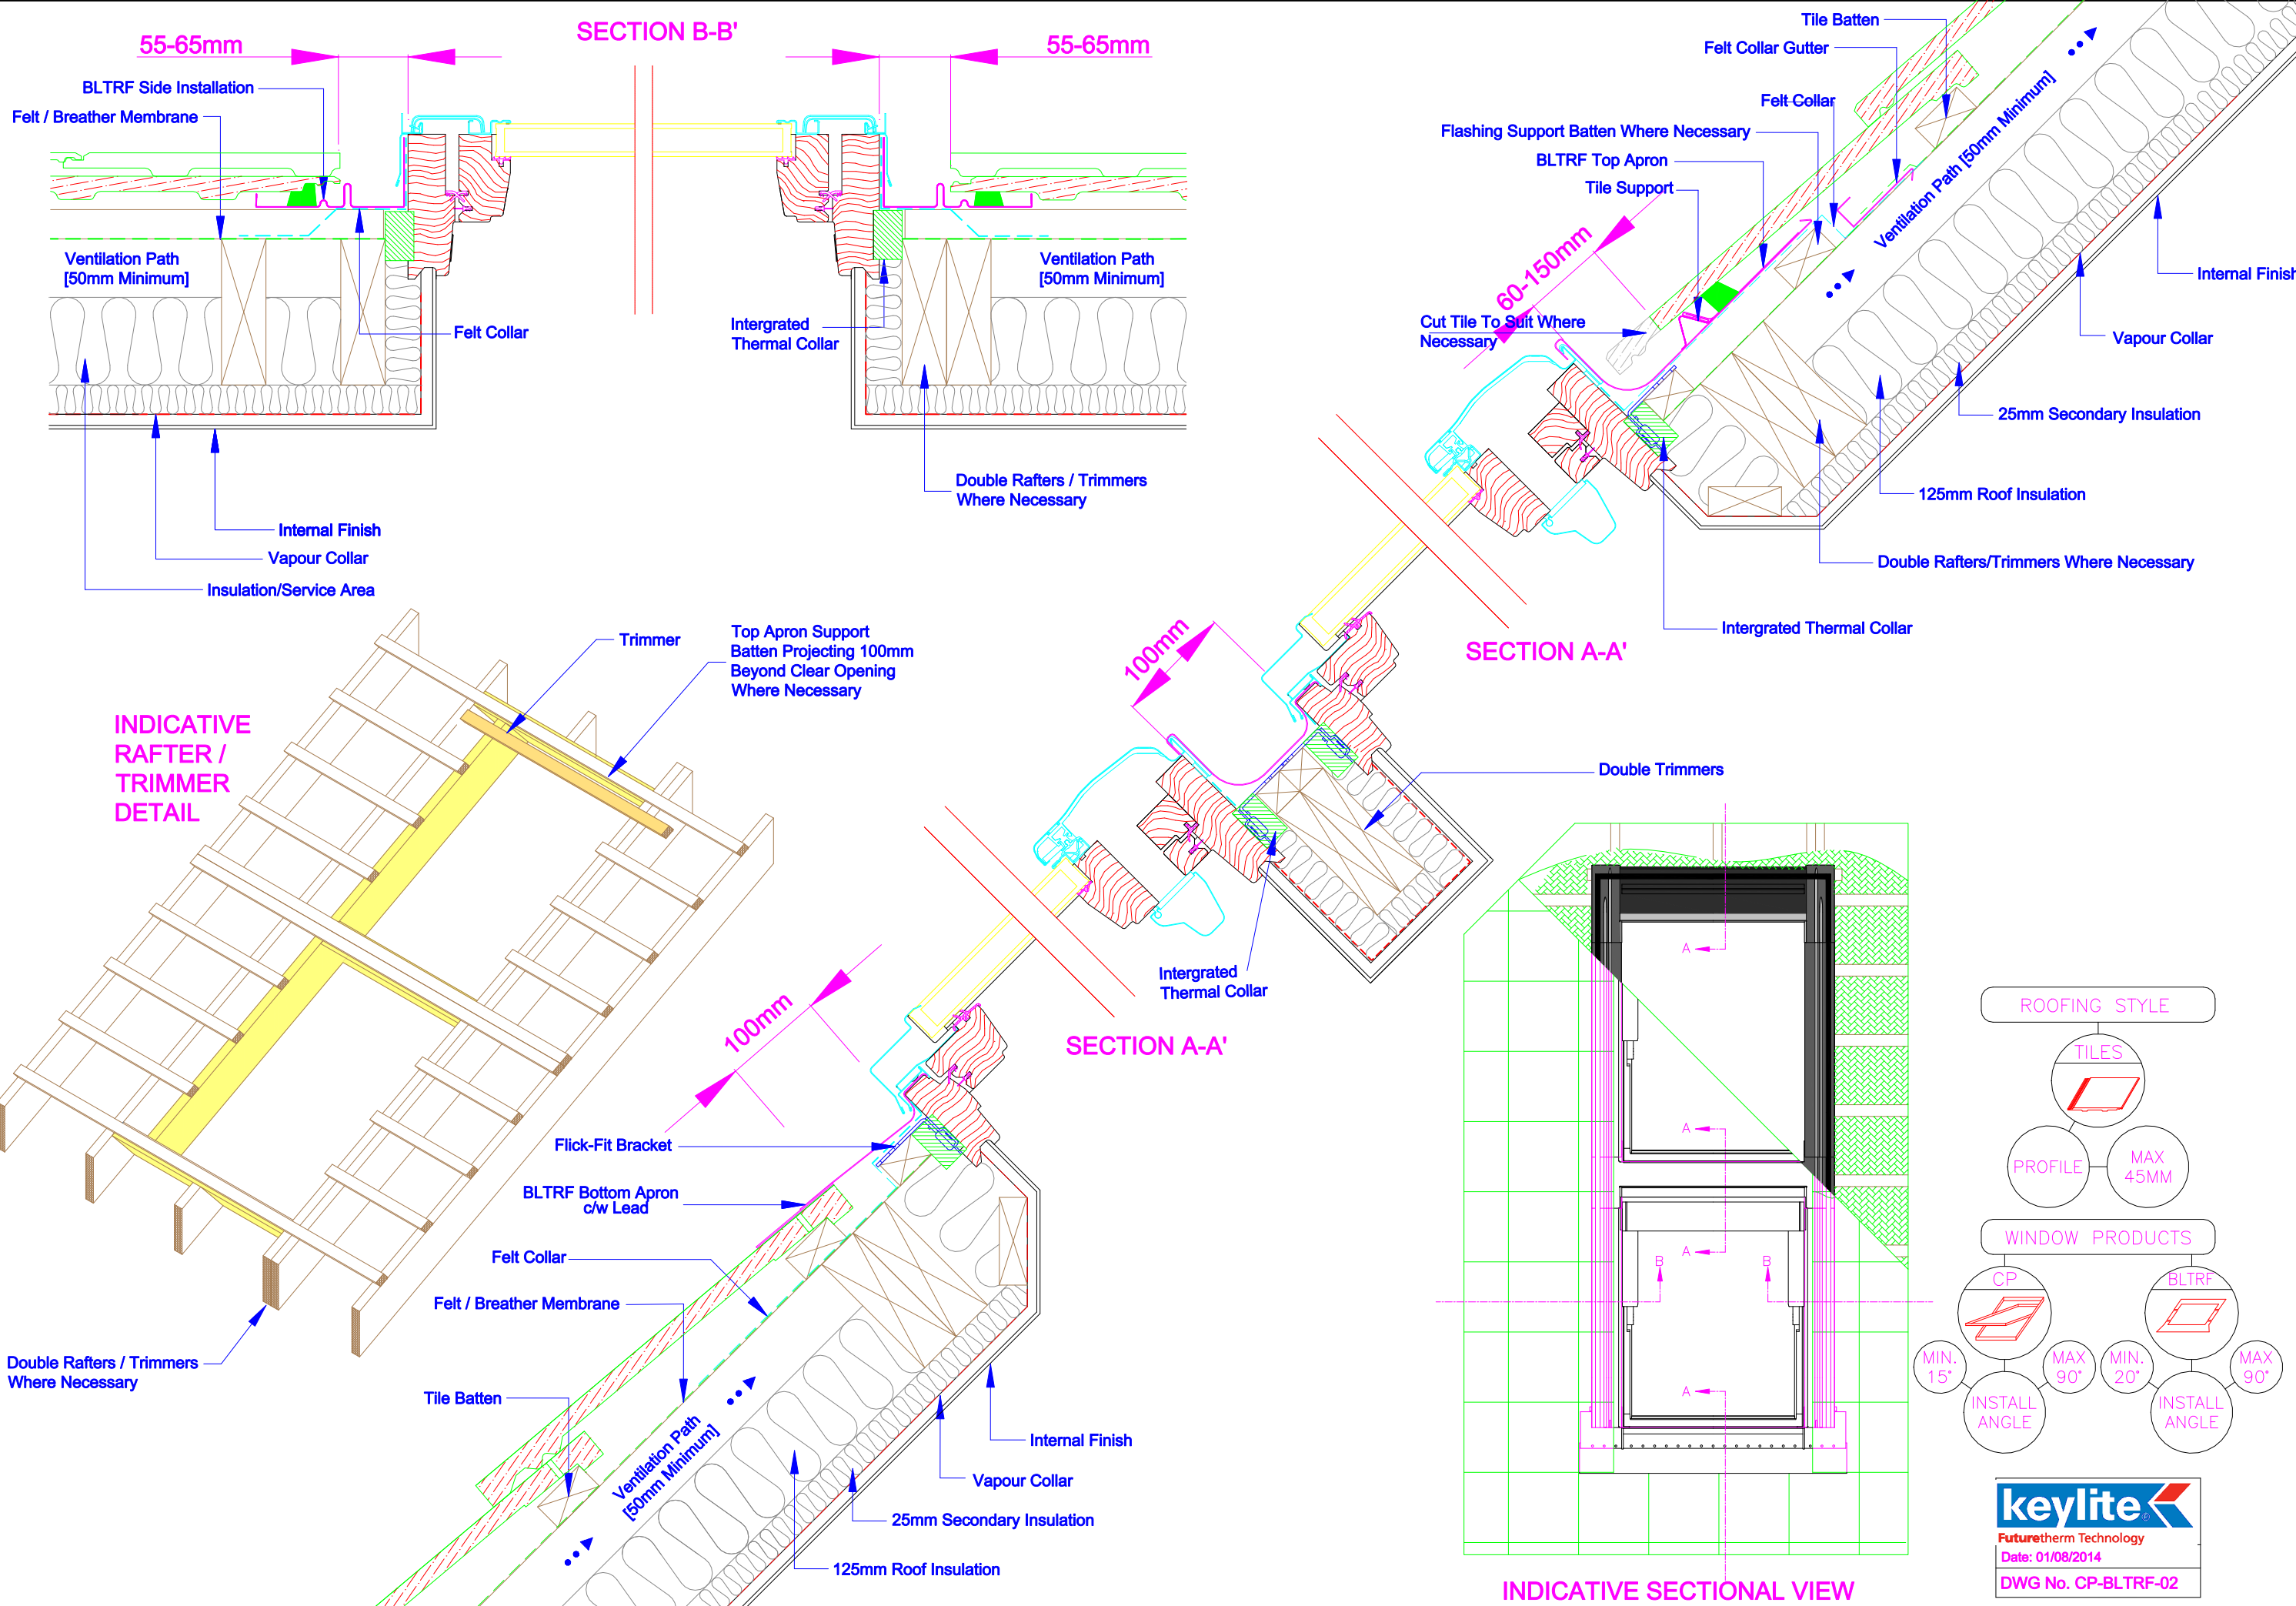 SECTION B-B'
55-65mm
55-65mm
BLTRF Side Installation
Felt / Breather Membrane
Ventilation Path
[50mm Minimum]
Ventilation Path
[50mm Minimum]
Felt Collar
Intergrated
Thermal Collar
Double Rafters / Trimmers
Where Necessary
Internal Finish
Vapour Collar
Insulation/Service Area
Tile Batten
Felt Collar Gutter
Felt Collar
Flashing Support Batten Where Necessary
BLTRF Top Apron
Tile Support
60-150mm
Cut Tile To Suit Where
Necessary
Ventilation Path [50mm Minimum]
Internal Finish
Vapour Collar
25mm Secondary Insulation
125mm Roof Insulation
Double Rafters/Trimmers Where Necessary
Intergrated Thermal Collar
SECTION A-A'
100mm
Double Trimmers
Intergrated
Thermal Collar
SECTION A-A'
INDICATIVE
RAFTER /
TRIMMER
DETAIL
Trimmer
Top Apron Support
Batten Projecting 100mm
Beyond Clear Opening
Where Necessary
Double Rafters / Trimmers
Where Necessary
100mm
Flick-Fit Bracket
BLTRF Bottom Apron
c/w Lead
Felt Collar
Felt / Breather Membrane
Tile Batten
Ventilation Path
[50mm Minimum]
Internal Finish
Vapour Collar
25mm Secondary Insulation
125mm Roof Insulation
A
A
A
B
B
A
INDICATIVE SECTIONAL VIEW
ROOFING STYLE
TILES
PROFILE
MAX
45MM
WINDOW PRODUCTS
CP
BLTRF
MIN.
15°
MAX
90°
MIN.
20°
MAX
90°
INSTALL
ANGLE
INSTALL
ANGLE
keylite®
Futuretherm Technology
Date: 01/08/2014
DWG No. CP-BLTRF-02